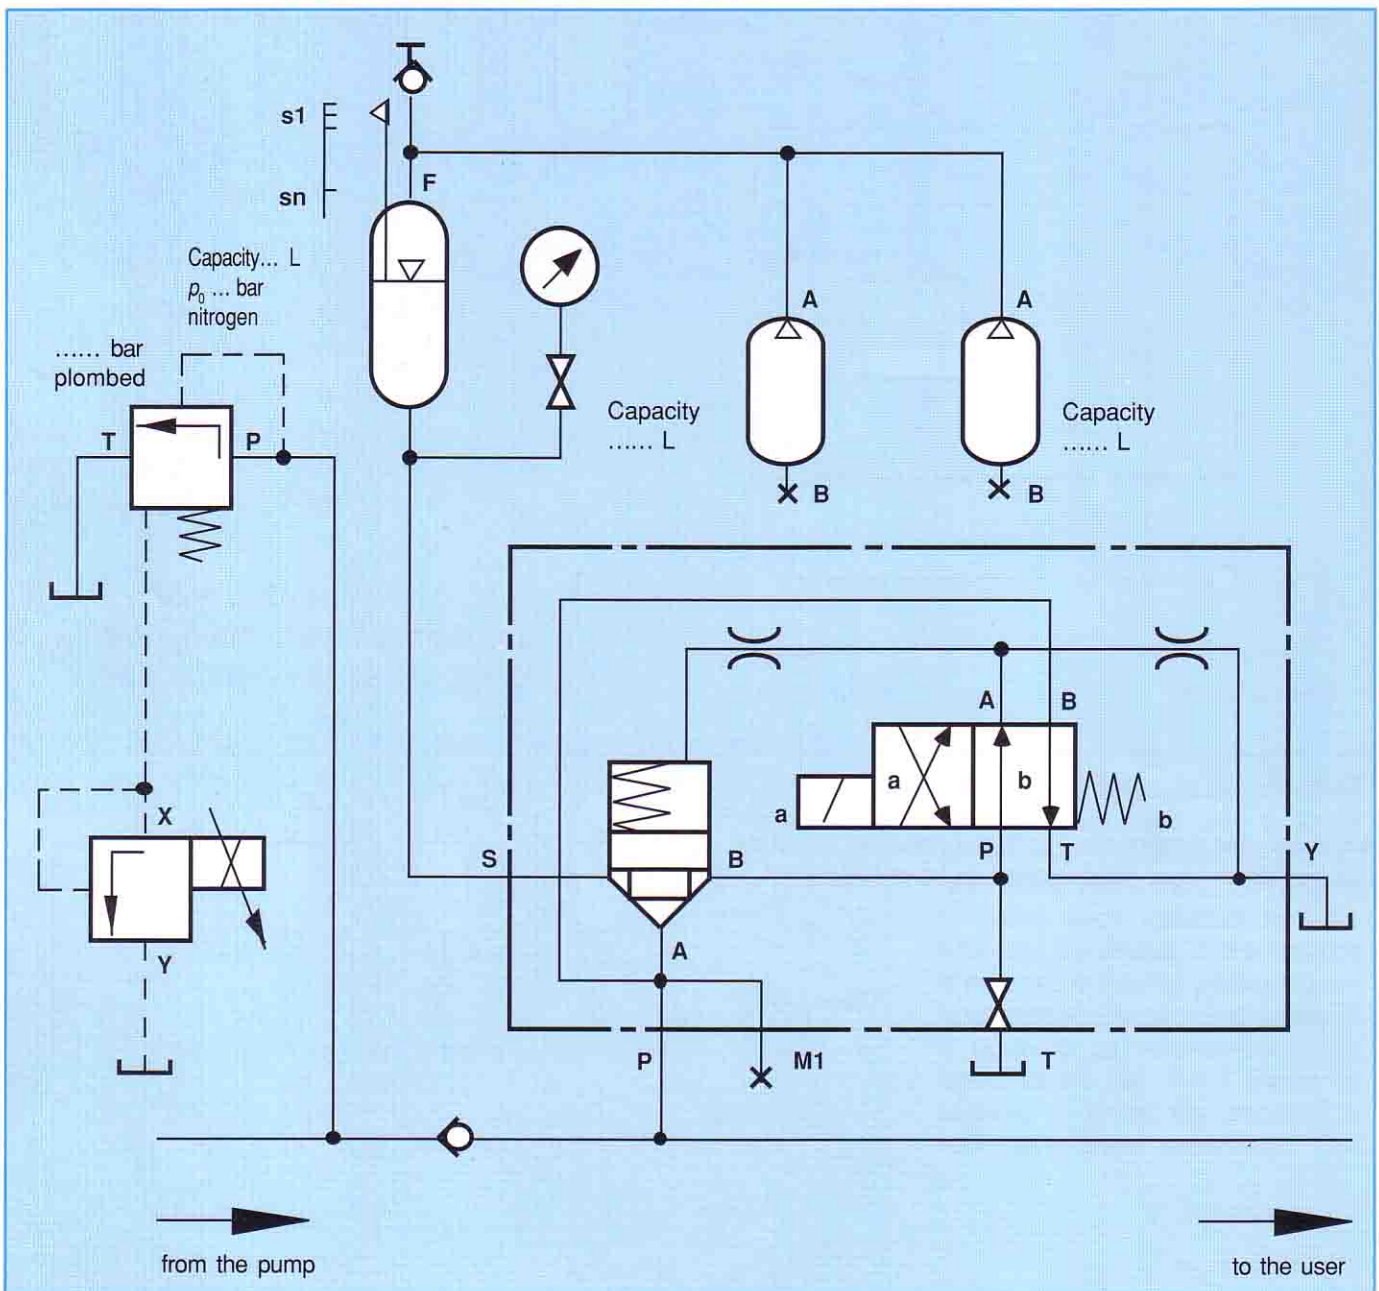 s1
F
sn
Capacity... L
p0 ... bar
nitrogen
...... bar
plombed
A
A
T
P
Capacity
...... L
Capacity
...... L
B
B
A
B
X
a
a
b
b
S
B
P
T
Y
Y
A
P
M1
T
from the pump
to the user